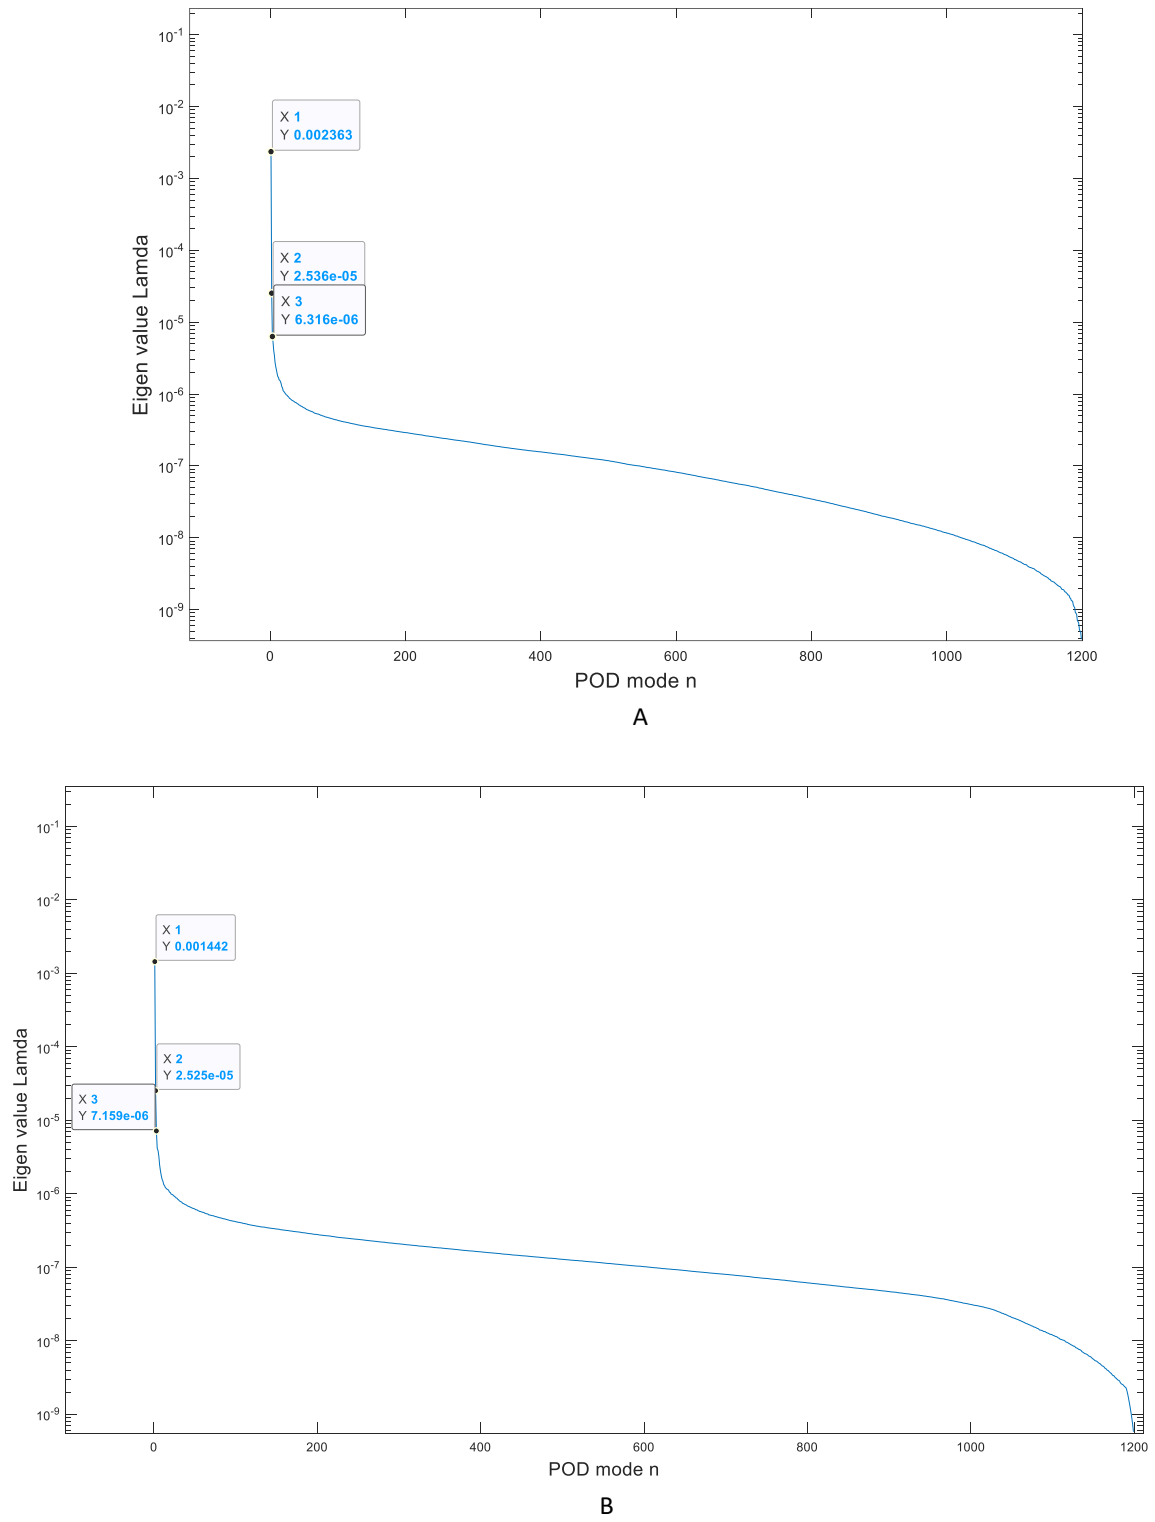 10-1
10-2
X 1
Y 0.002363
10-3
10-4
X 2
Y 2.536e-05
X 3
Y 6.316e-06
10-5
10-6
10-7
10-8
10-9
Eigen value Lamda
0 200 400 600 800 1000 1200
POD mode n
A
10-1
10-2
X 1
Y 0.001442
10-3
10-4
X 2
Y 2.525e-05
X 3
Y 7.159e-06
10-5
10-6
10-7
10-8
10-9
Eigen value Lamda
0 200 400 600 800 1000 1200
POD mode n
B